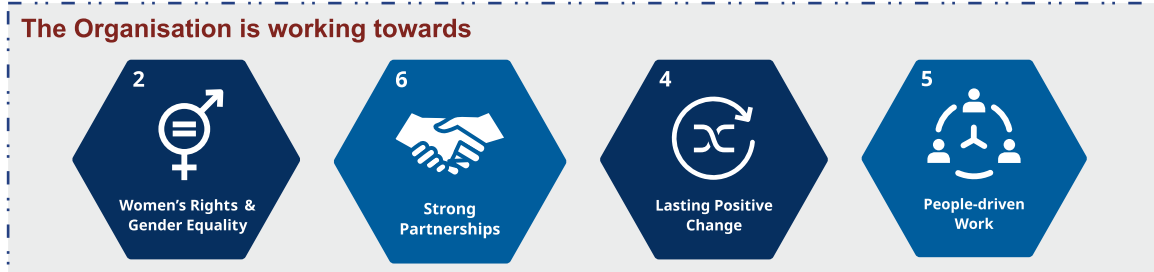 The Organisation is working towards
2
Women's Rights &
Gender Equality
6
Strong
Partnerships
4
Lasting Positive
Change
5
People-driven
Work